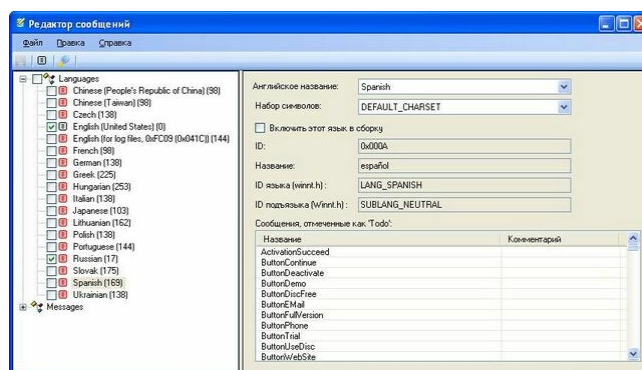 Редактор сообщений
Файл Правка Справка
Languages
Chinese (People's Republic of China) (98)
Chinese (Taiwan) (98)
Czech (138)
English (United States) (0)
English (for log files, 0xFC09 (0x041C)) (144)
French (98)
German (138)
Greek (225)
Hungarian (253)
Italian (138)
Japanese (103)
Lithuanian (162)
Polish (138)
Portuguese (144)
Russian (17)
Slovak (175)
Spanish (169)
Ukrainian (138)
Messages
Английское название: Spanish
Набор символов: DEFAULT_CHARSET
Включить этот язык в сборку
ID: 0x000A
Название: español
ID языка (winnt.h): LANG_SPANISH
ID подъязыка (Winnt.h): SUBLANG_NEUTRAL
Сообщения, отмеченные как 'Todo':
Название Комментарий
ActivationSucceed
ButtonContinue
ButtonDeactivate
ButtonDemo
ButtonDiscFree
ButtonEMail
ButtonFullVersion
ButtonPhone
ButtonTrial
ButtonUseDisc
ButtonWebSite